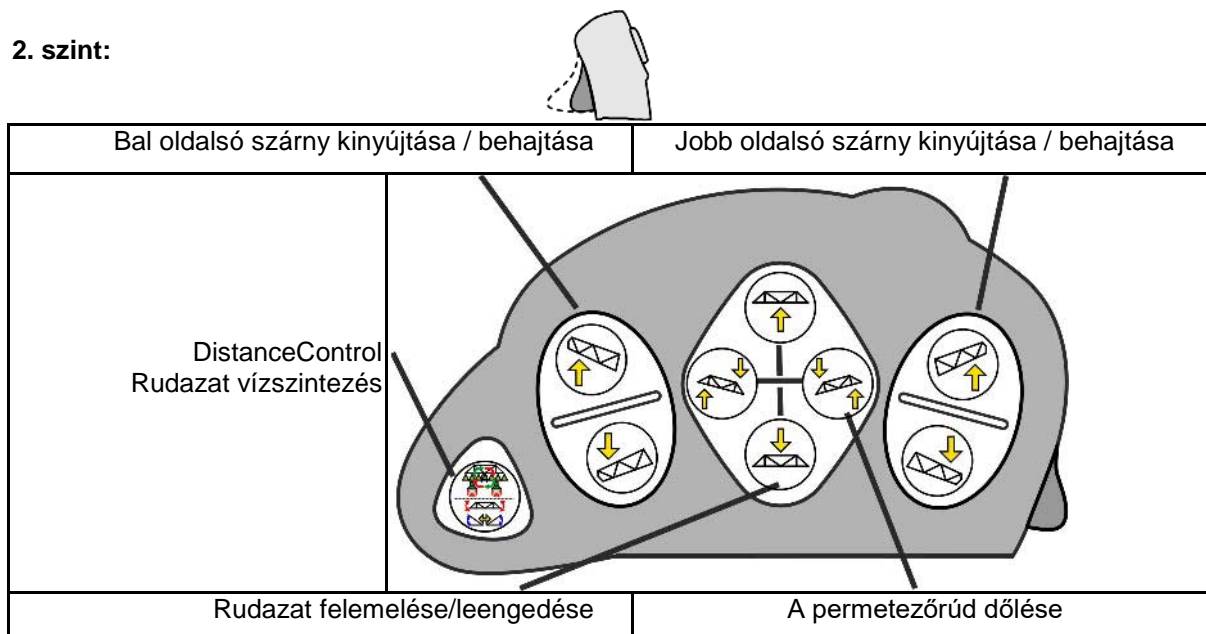 2. szint:
Bal oldalsó szárny kinyújtása / behajtása
Jobb oldalsó szárny kinyújtása / behajtása
DistanceControl
Rudazat vízszintezés
Rudazat felemelése/leengedése
A permetezőrúd dőlése